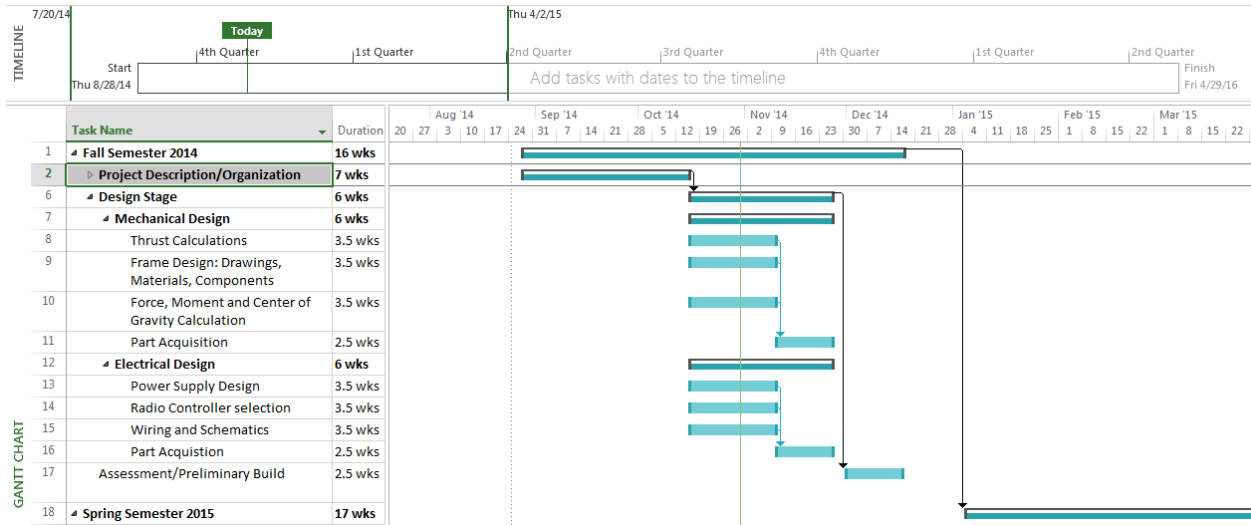 7/20/14
Thu 4/2/15
Today
TIMELINE
4th Quarter
1st Quarter
2nd Quarter
3rd Quarter
4th Quarter
1st Quarter
2nd Quarter
Start
Thu 8/28/14
Add tasks with dates to the timeline
Finish
Fri 4/29/16
Task Name Duration
Aug '14 Sep '14 Oct '14 Nov '14 Dec '14 Jan '15 Feb '15 Mar '15
20 27 3 10 17 24 31 7 14 21 28 5 12 19 26 2 9 16 23 30 7 14 21 28 4 11 18 25 1 8 15 22 1 8 15 22
1 Fall Semester 2014 16 wks
2 Project Description/Organization 7 wks
6 Design Stage 6 wks
7 Mechanical Design 6 wks
8 Thrust Calculations 3.5 wks
9 Frame Design: Drawings, 3.5 wks
Materials, Components
10 Force, Moment and Center of 3.5 wks
Gravity Calculation
11 Part Acquisition 2.5 wks
12 Electrical Design 6 wks
13 Power Supply Design 3.5 wks
14 Radio Controller selection 3.5 wks
15 Wiring and Schematics 3.5 wks
16 Part Acquistion 2.5 wks
17 Assessment/Preliminary Build 2.5 wks
18 Spring Semester 2015 17 wks
GANTT CHART